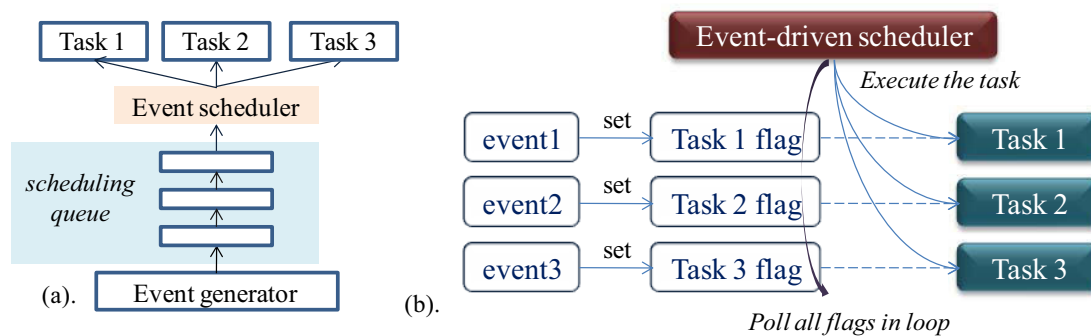 Task 1
Task 2
Task 3
Event scheduler
scheduling
queue
Event generator
(a).
Event-driven scheduler
Execute the task
event1
set
Task 1 flag
Task 1
event2
set
Task 2 flag
Task 2
event3
set
Task 3 flag
Task 3
(b).
Poll all flags in loop